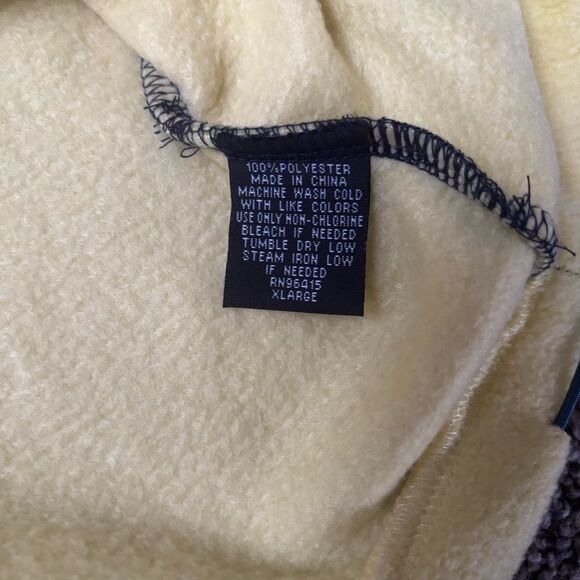 100%POLYESTER
MADE IN CHINA
MACHINE WASH COLD
WITH LIKE COLORS
USE ONLY NON-CHLORINE
BLEACH IF NEEDED
TUMBLE DRY LOW
STEAM IRON LOW
IF NEEDED
RN96415
XLARGE